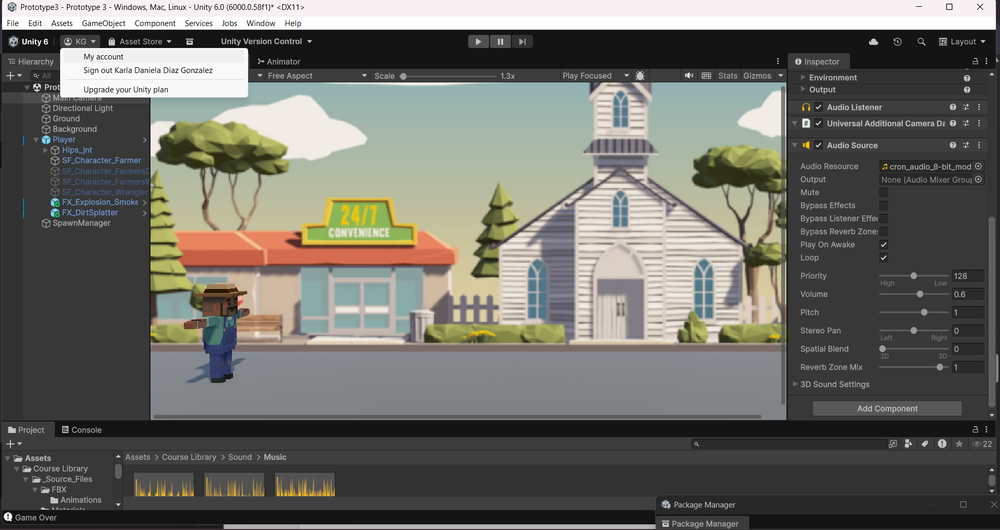 Prototype3 - Prototype 3 - Windows, Mac, Linux - Unity 6.0 (6000.0.58f1)* <DX11>
File Edit Assets GameObject Component Services Jobs Window Help
Unity 6 KG Asset Store Unity Version Control Layout
My account
Sign out Karla Daniela Diaz Gonzalez
Upgrade your Unity plan
Hierarchy
All
Prot
Main Camera
Directional Light
Ground
Background
Player
Hips_jnt
SF_Character_Farmer
SF_Character_FarmersD
SF_Character_FarmersW
SF_Character_Wrangler
FX_Explosion_Smoke
FX_DirtSplatter
SpawnManager
Animator
Free Aspect Scale 1.3x Play Focused Stats Gizmos
24/7
CONVENIENCE
Inspector
Environment
Output
Audio Listener
Universal Additional Camera Da
Audio Source
Audio Resource cron_audio_8-bit_mod
Output None (Audio Mixer Group
Mute
Bypass Effects
Bypass Listener Effe
Bypass Reverb Zone
Play On Awake
Loop
Priority 128
High Low
Volume 0.6
Pitch 1
Stereo Pan 0
Left Right
Spatial Blend 0
2D 3D
Reverb Zone Mix 1
3D Sound Settings
Add Component
Project Console
22
Assets
Course Library
_Source_Files
FBX
Animations
Materials
Assets > Course Library > Sound > Music
Game Over
Package Manager
Package Manager